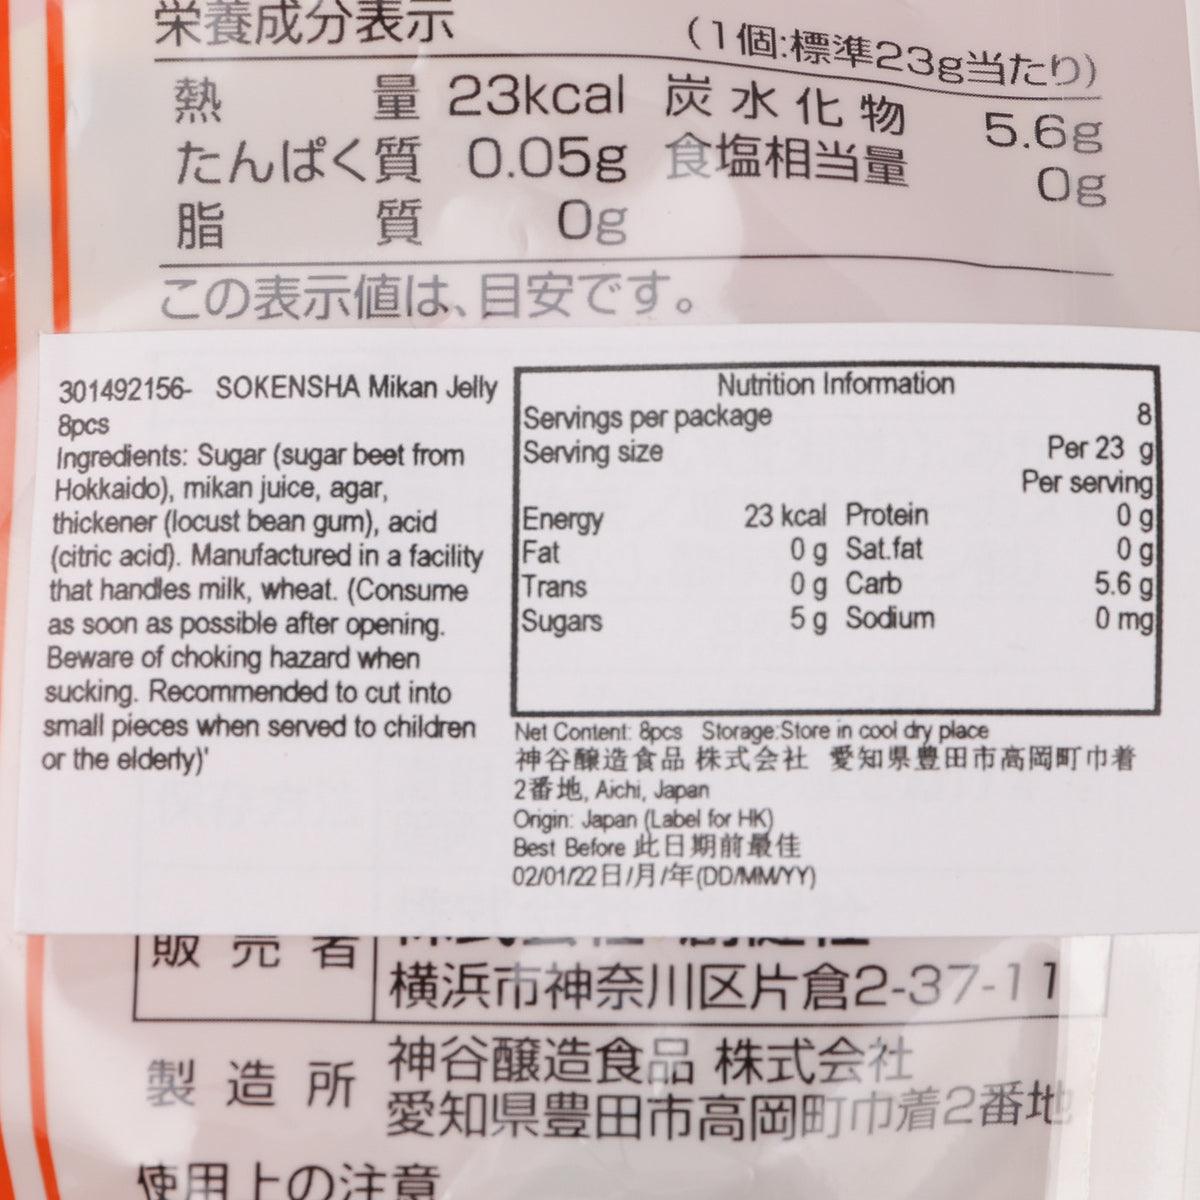 栄養成分表示
(1個:標準23g当たり)
熱量 23kcal 炭水化物 5.6g
たんぱく質 0.05g 食塩相当量 0g
脂質 0g
この表示値は、目安です。
301492156- SOKENSHA Mikan Jelly
8pcs
Ingredients: Sugar (sugar beet from
Hokkaido), mikan juice, agar,
thickener (locust bean gum), acid
(citric acid). Manufactured in a facility
that handles milk, wheat. (Consume
as soon as possible after opening.
Beware of choking hazard when
sucking. Recommended to cut into
small pieces when served to children
or the elderly)'
Nutrition Information
Servings per package 8
Serving size Per 23 g
Per serving
Energy 23 kcal Protein 0 g
Fat 0 g Sat.fat 0 g
Trans 0 g Carb 5.6 g
Sugars 5 g Sodium 0 mg
Net Content: 8pcs Storage:Store in cool dry place
神谷醸造食品 株式会社 愛知県豊田市高岡町巾着
2番地, Aichi, Japan
Origin: Japan (Label for HK)
Best Before 此日期前最佳
02/01/22日/月/年(DD/MM/YY)
販売者
横浜市神奈川区片倉2-37-11
製造所 神谷醸造食品 株式会社
愛知県豊田市高岡町巾着2番地
使用上の注意